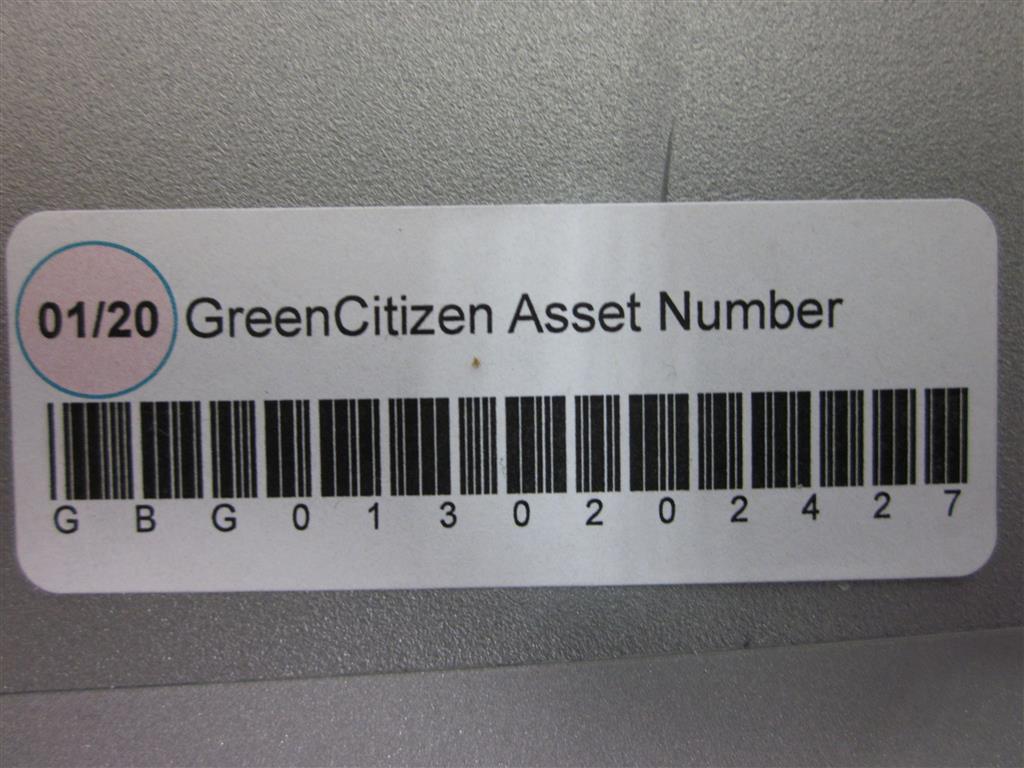 01/20 GreenCitizen Asset Number
G B G 0 1 3 0 2 0 2 4 2 7